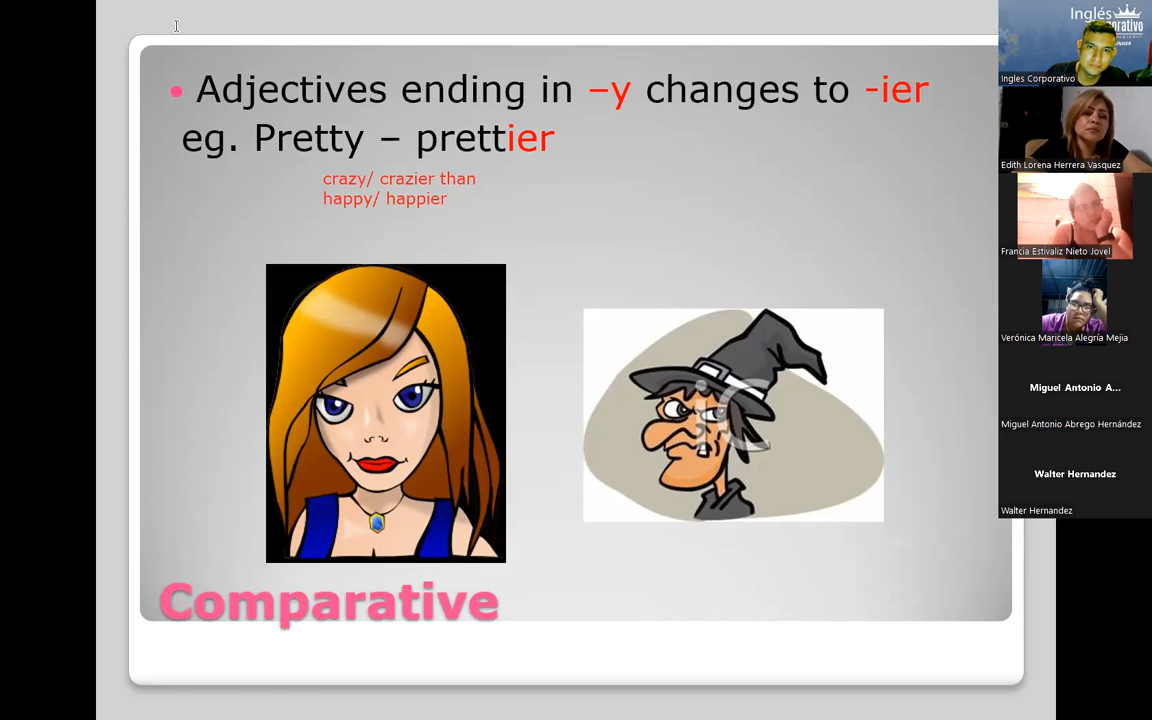 • Adjectives ending in –y changes to -ier
eg. Pretty – prettier
crazy/ crazier than
happy/ happier
iC
Comparative
Inglés
Ingles Corporativo
Edith Lorena Herrera Vasquez
Francia Estivaliz Nieto Jovel
Verónica Maricela Alegría Mejia
Miguel Antonio A...
Miguel Antonio Abrego Hernández
Walter Hernandez
Walter Hernandez